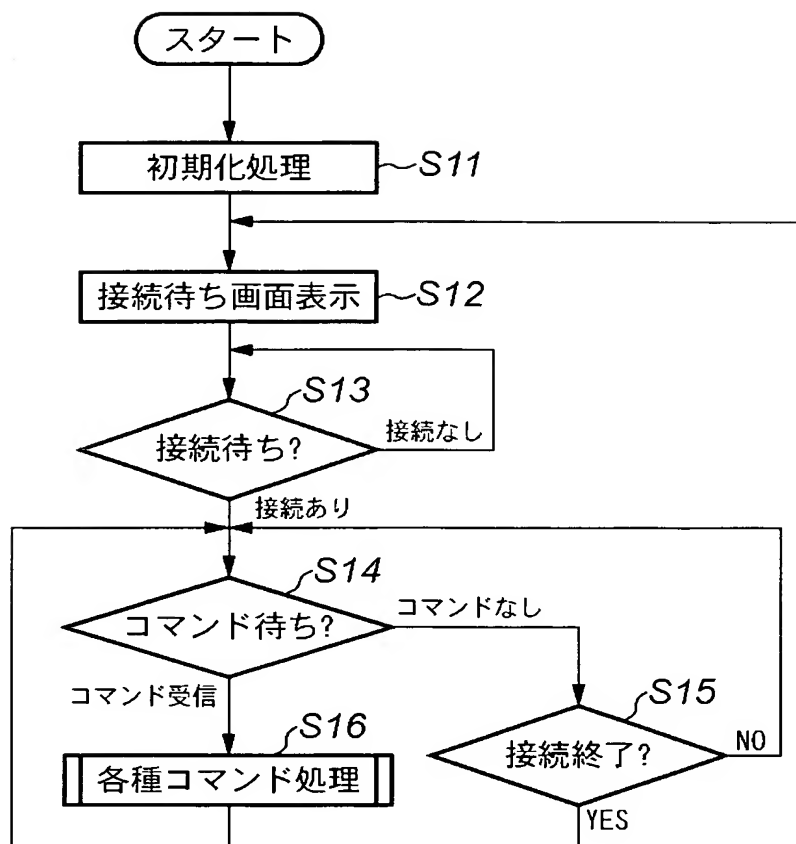 スタート
初期化処理
S11
接続待ち画面表示
S12
S13
接続待ち?
接続なし
接続あり
S14
コマンド待ち?
コマンドなし
コマンド受信
S15
S16
接続終了?
NO
各種コマンド処理
YES